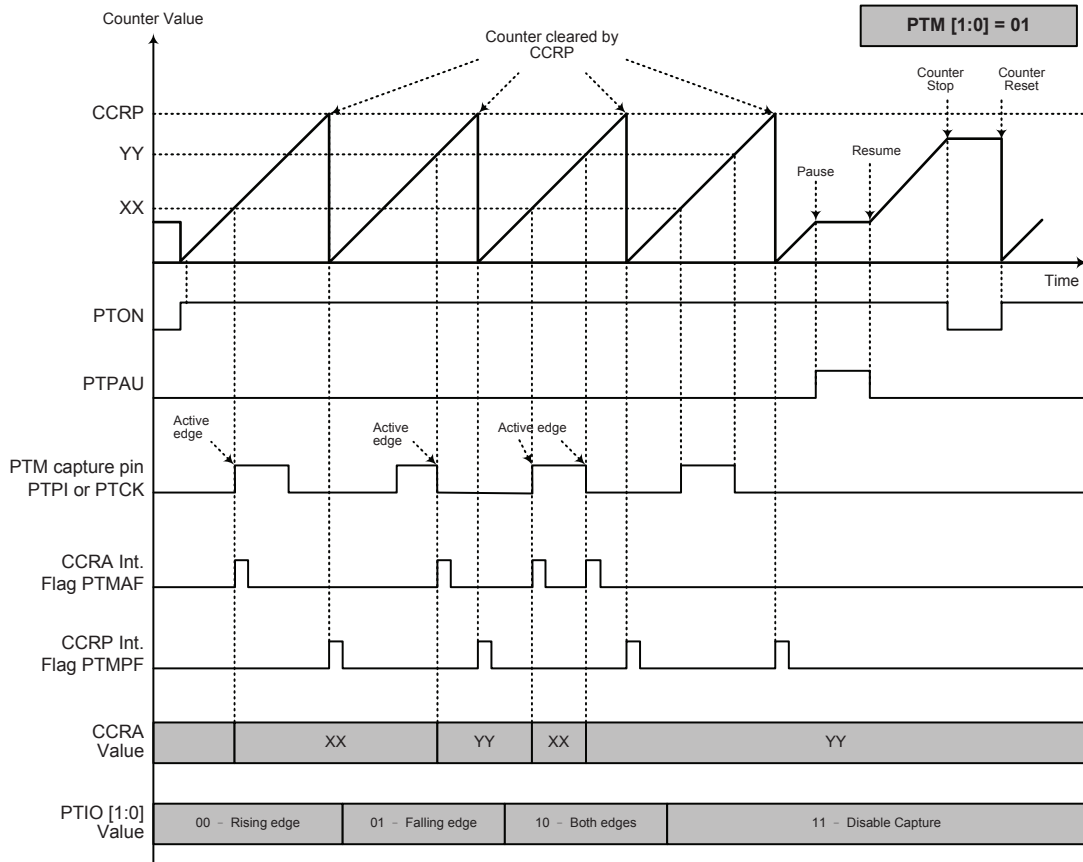 Counter Value
PTM [1:0] = 01
Counter cleared by
CCRP
Counter
Stop
Counter
Reset
CCRP
YY
Resume
Pause
XX
Time
PTON
PTPAU
Active
edge
Active
edge
Active edge
PTM capture pin
PTPI or PTCK
CCRA Int.
Flag PTMAF
CCRP Int.
Flag PTMPF
CCRA
Value
XX
YY
XX
YY
PTIO [1:0]
Value
00 – Rising edge
01 – Falling edge
10 – Both edges
11 – Disable Capture